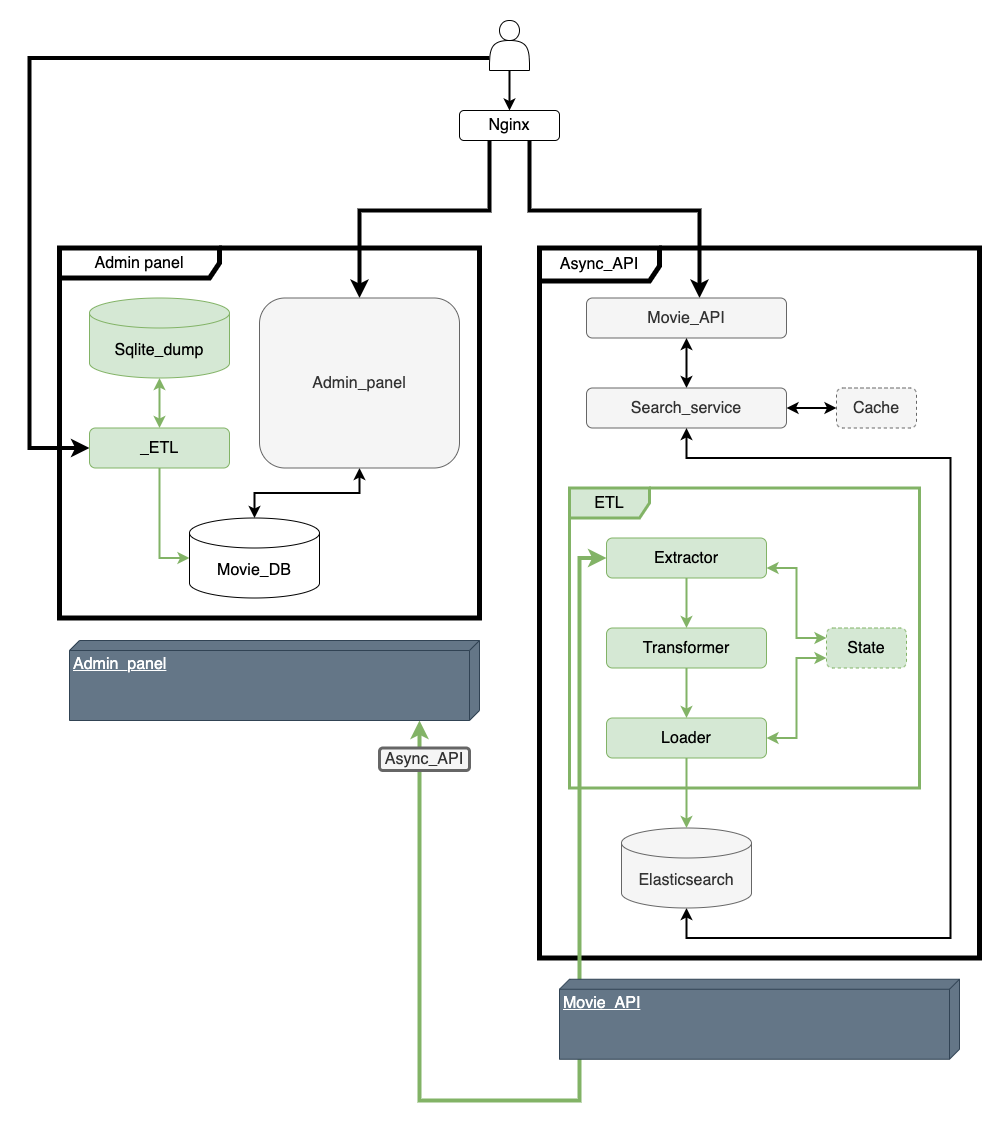 Nginx
Admin panel
Async_API
Sqlite_dump
Admin_panel
Movie_API
Search_service
Cache
_ETL
ETL
Movie_DB
Extractor
Transformer
State
Loader
Admin_panel
Async_API
Elasticsearch
Movie_API